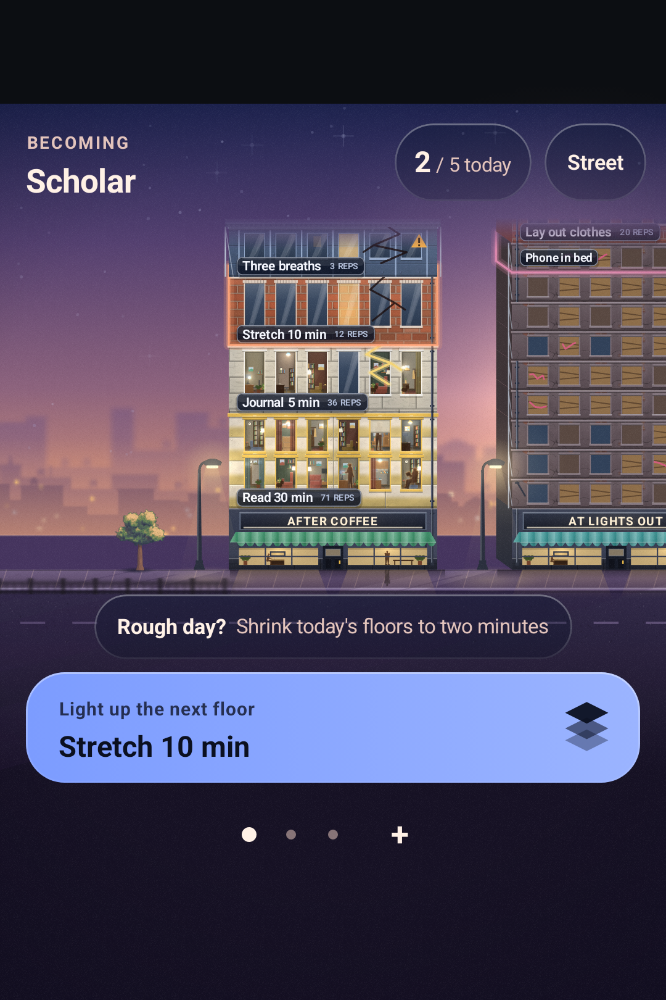 BECOMING
Scholar
2 / 5 today
Street
Three breaths 3 REPS
Stretch 10 min 12 REPS
Journal 5 min 36 REPS
Read 30 min 71 REPS
AFTER COFFEE
Lay out clothes 20 REPS
Phone in bed
AT LIGHTS OUT
Rough day? Shrink today's floors to two minutes
Light up the next floor
Stretch 10 min